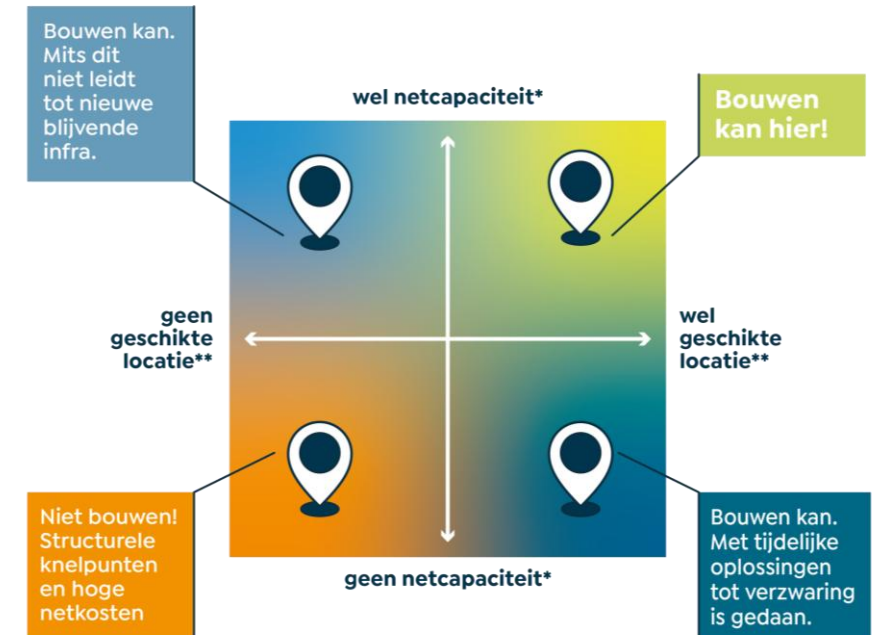 Bouwen kan.
Mits dit
niet leidt
tot nieuwe
blijvende
infra.
wel netcapaciteit*
Bouwen
kan hier!
geen
geschikte
locatie**
wel
geschikte
locatie**
Niet bouwen!
Structurele
knelpunten
en hoge
netkosten
geen netcapaciteit*
Bouwen kan.
Met tijdelijke
oplossingen
tot verzwaring
is gedaan.